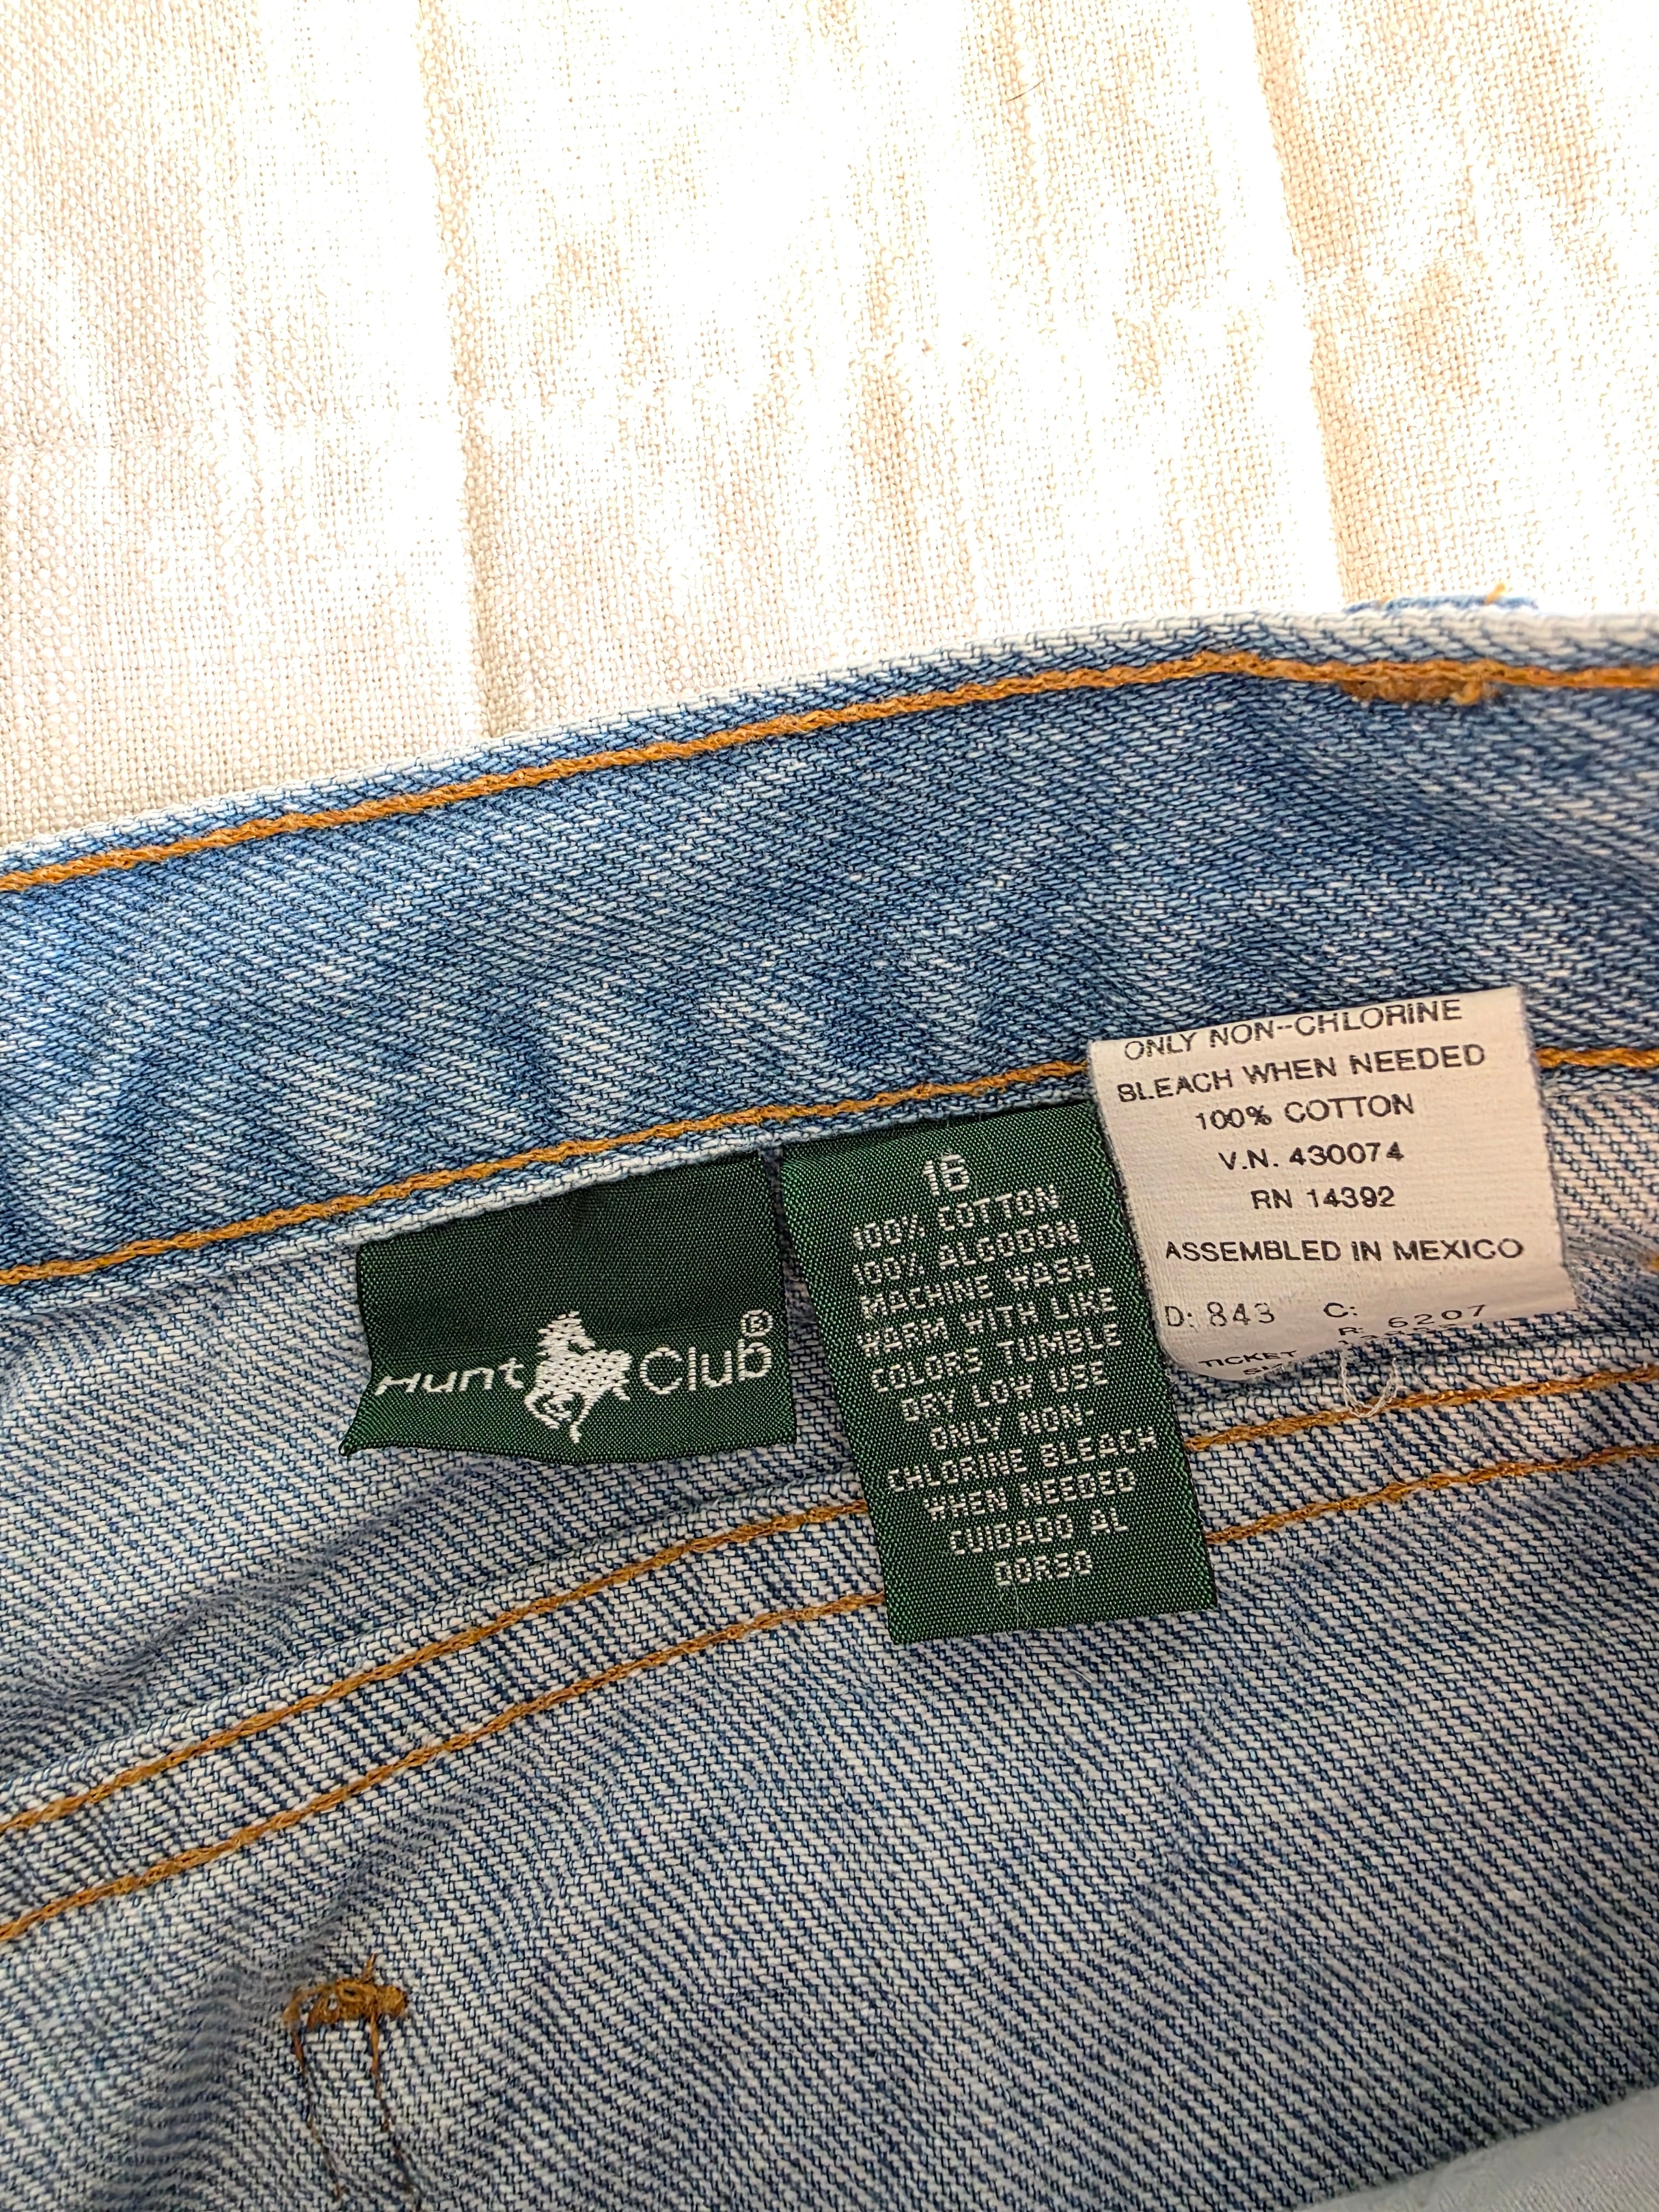 Hunt Club®
16
100% COTTON
100% ALGODON
MACHINE WASH
WARM WITH LIKE
COLORS TUMBLE
DRY LOW USE
ONLY NON-
CHLORINE BLEACH
WHEN NEEDED
CUIDADO AL
DORSO
ONLY NON-CHLORINE
BLEACH WHEN NEEDED
100% COTTON
V.N. 430074
RN 14392
ASSEMBLED IN MEXICO
D: 843 C:
R: 6207
TICKET